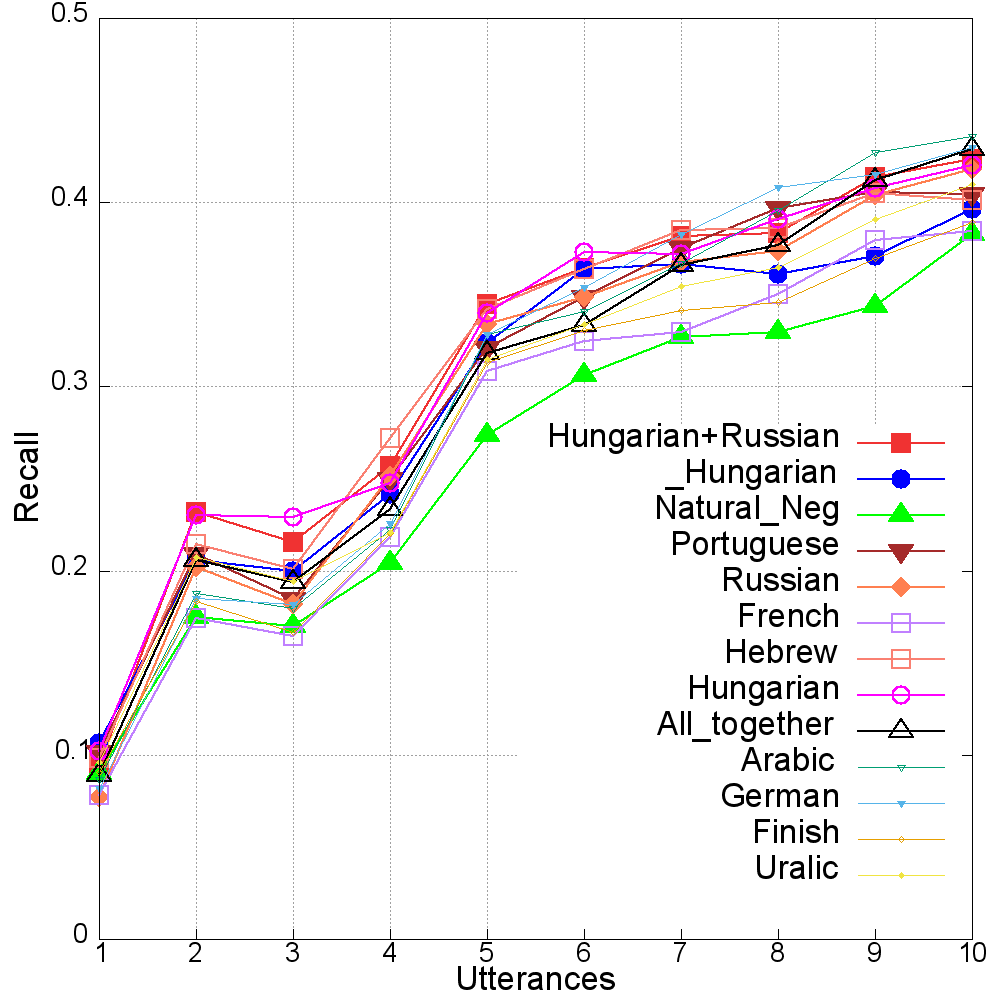 0.5
0.4
0.3
0.2
0.1
0
Recall
Hungarian+Russian
_Hungarian
Natural_Neg
Portuguese
Russian
French
Hebrew
Hungarian
All_together
Arabic
German
Finish
Uralic
1 2 3 4 5 6 7 8 9 10
Utterances